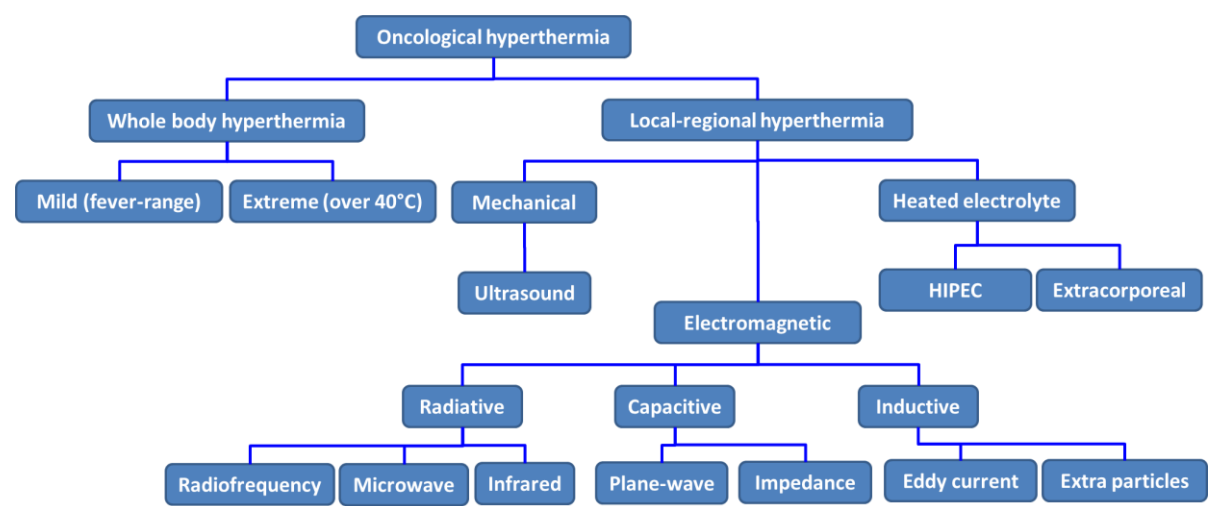 Oncological hyperthermia
Whole body hyperthermia
Local-regional hyperthermia
Mild (fever-range)
Extreme (over 40°C)
Mechanical
Heated electrolyte
Ultrasound
HIPEC
Extracorporeal
Electromagnetic
Radiative
Capacitive
Inductive
Radiofrequency
Microwave
Infrared
Plane-wave
Impedance
Eddy current
Extra particles